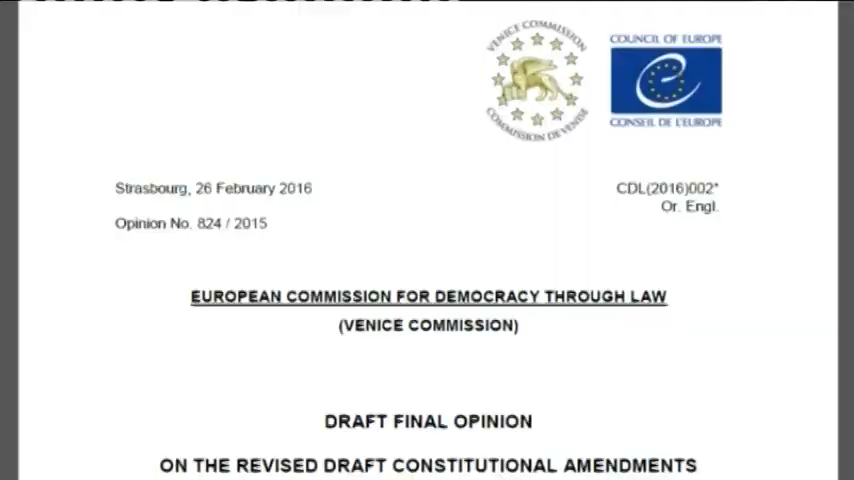 VENICE COMMISSION
COMMISSION DE VENISE
COUNCIL OF EUROPE
CONSEIL DE L'EUROPE
Strasbourg, 26 February 2016
CDL(2016)002*
Or. Engl.
Opinion No. 824 / 2015
EUROPEAN COMMISSION FOR DEMOCRACY THROUGH LAW
(VENICE COMMISSION)
DRAFT FINAL OPINION
ON THE REVISED DRAFT CONSTITUTIONAL AMENDMENTS